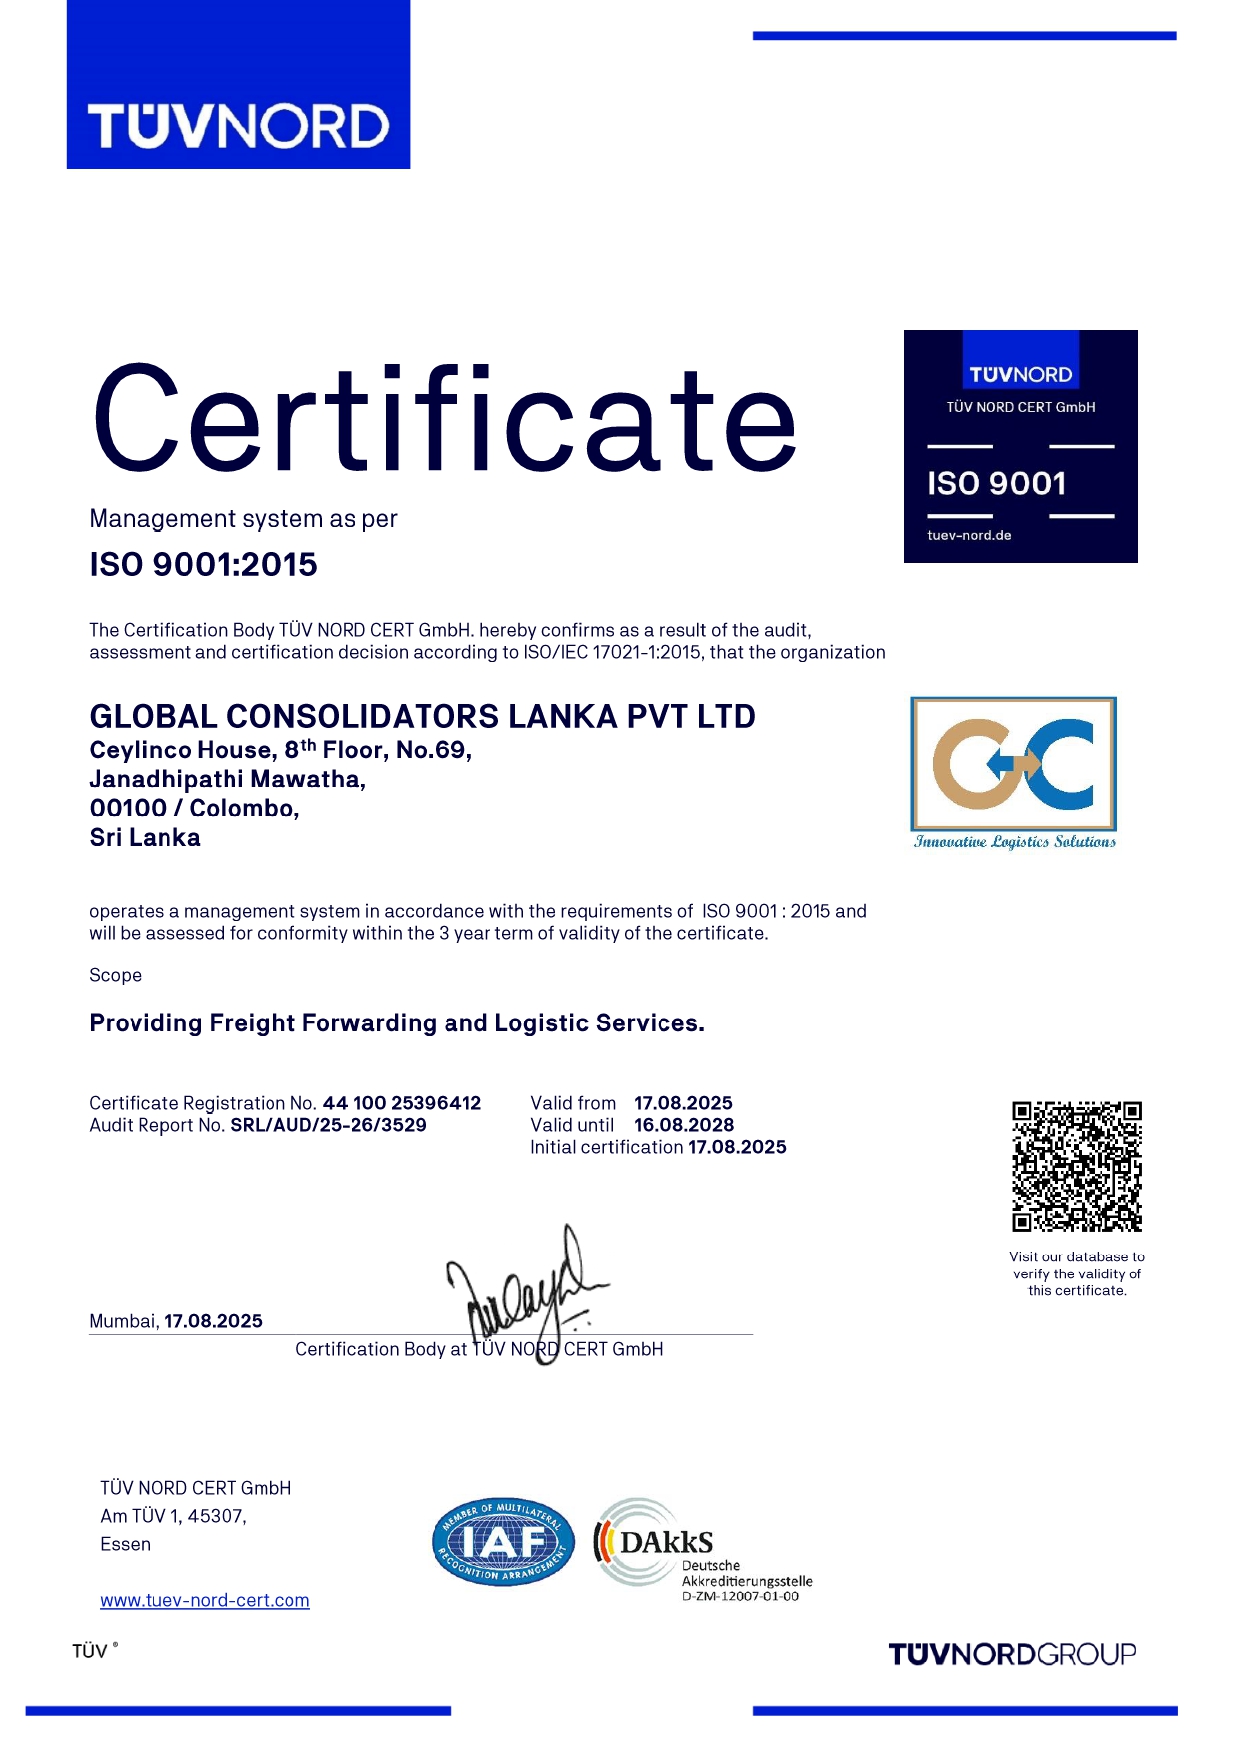 TÜVNORD
Certificate
TÜVNORD
TÜV NORD CERT GmbH
ISO 9001
tuev-nord.de
Management system as per
ISO 9001:2015
The Certification Body TÜV NORD CERT GmbH. hereby confirms as a result of the audit,
assessment and certification decision according to ISO/IEC 17021-1:2015, that the organization
GLOBAL CONSOLIDATORS LANKA PVT LTD
Ceylinco House, 8th Floor, No.69,
Janadhipathi Mawatha,
00100 / Colombo,
Sri Lanka
GC
Innovative Logistics Solutions
operates a management system in accordance with the requirements of ISO 9001 : 2015 and
will be assessed for conformity within the 3 year term of validity of the certificate.
Scope
Providing Freight Forwarding and Logistic Services.
Certificate Registration No. 44 100 25396412
Audit Report No. SRL/AUD/25-26/3529
Valid from 17.08.2025
Valid until 16.08.2028
Initial certification 17.08.2025
Visit our database to
verify the validity of
this certificate.
Mumbai, 17.08.2025
Certification Body at TÜV NORD CERT GmbH
TÜV NORD CERT GmbH
Am TÜV 1, 45307,
Essen
www.tuev-nord-cert.com
MEMBER OF MULTILATERAL
IAF
RECOGNITION ARRANGEMENT
DAkkS
Deutsche
Akkreditierungsstelle
D-ZM-12007-01-00
TÜV ®
TÜVNORDGROUP